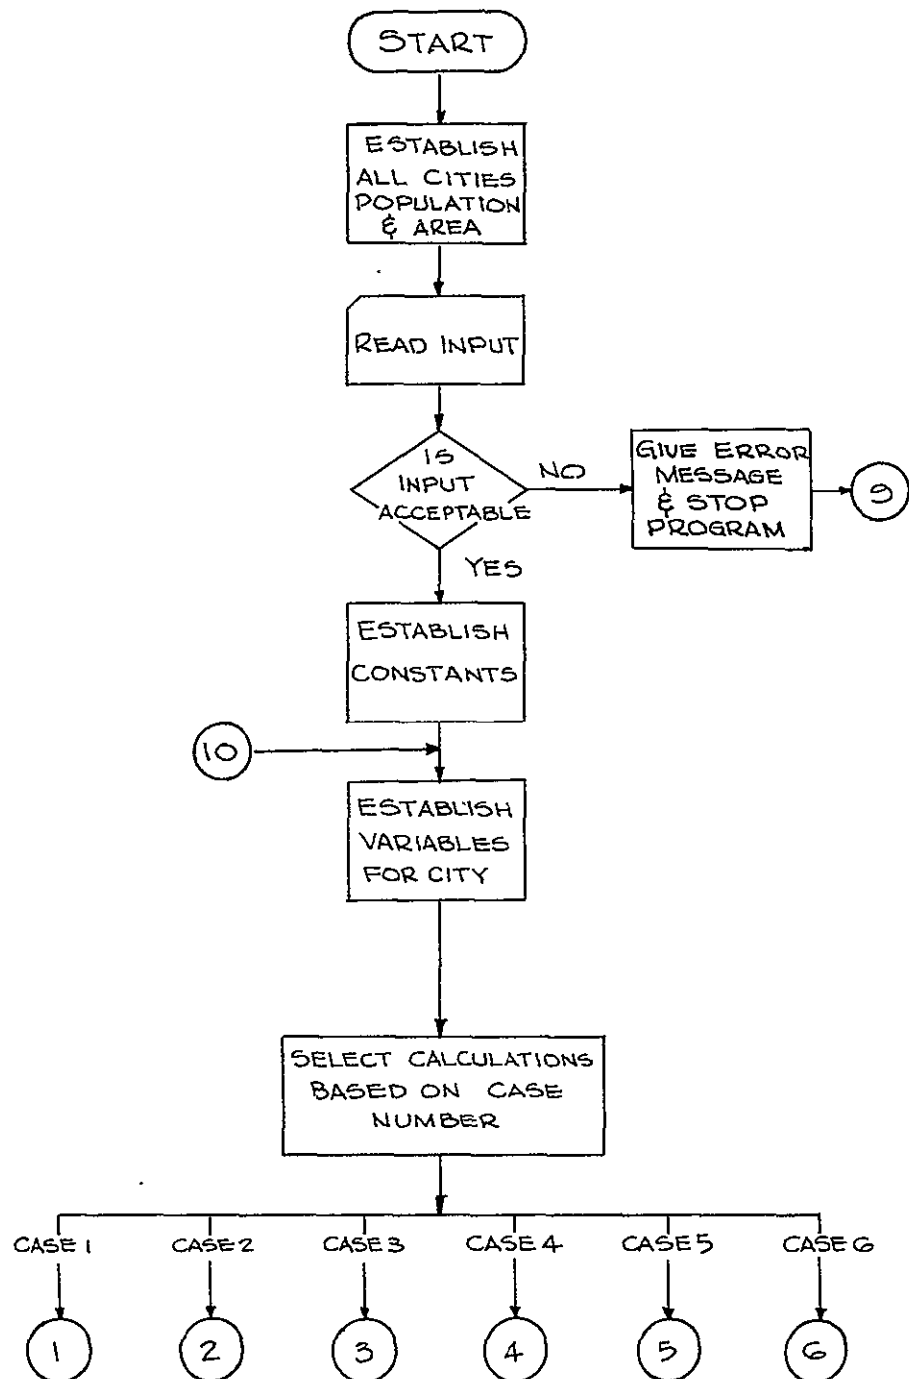 START
ESTABLISH
ALL CITIES
POPULATION
& AREA
READ INPUT
IS
INPUT
ACCEPTABLE
NO
GIVE ERROR
MESSAGE
& STOP
PROGRAM
9
YES
ESTABLISH
CONSTANTS
10
ESTABLISH
VARIABLES
FOR CITY
SELECT CALCULATIONS
BASED ON CASE
NUMBER
CASE 1
CASE 2
CASE 3
CASE 4
CASE 5
CASE 6
1
2
3
4
5
6